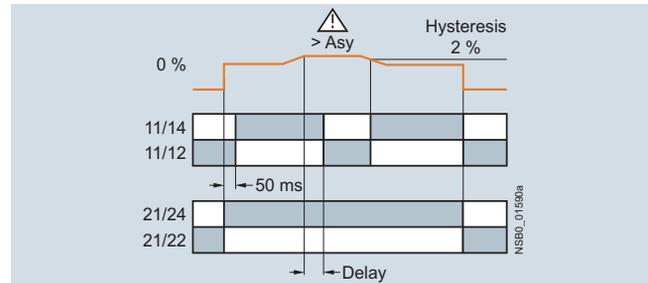 > Asy
Hysteresis
2 %
0 %
11/14
11/12
50 ms
21/24
21/22
Delay
NSB0_01590a